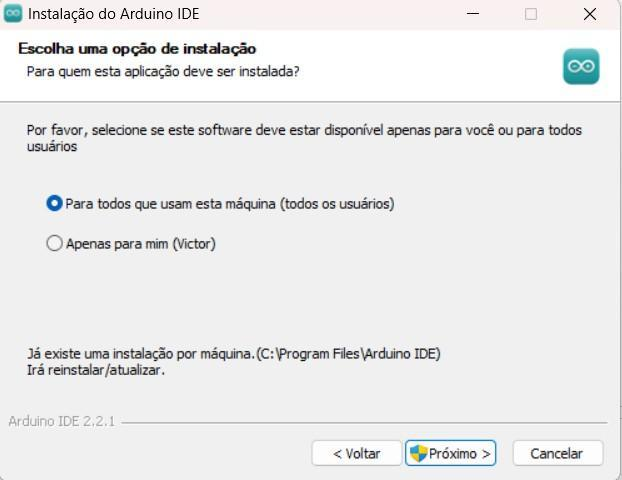 Instalação do Arduino IDE
Escolha uma opção de instalação
Para quem esta aplicação deve ser instalada?
Por favor, selecione se este software deve estar disponível apenas para você ou para todos
usuários
Para todos que usam esta máquina (todos os usuários)
Apenas para mim (Victor)
Já existe uma instalação por máquina.(C:\Program Files\Arduino IDE)
Irá reinstalar/atualizar.
Arduino IDE 2.2.1
< Voltar
Próximo >
Cancelar